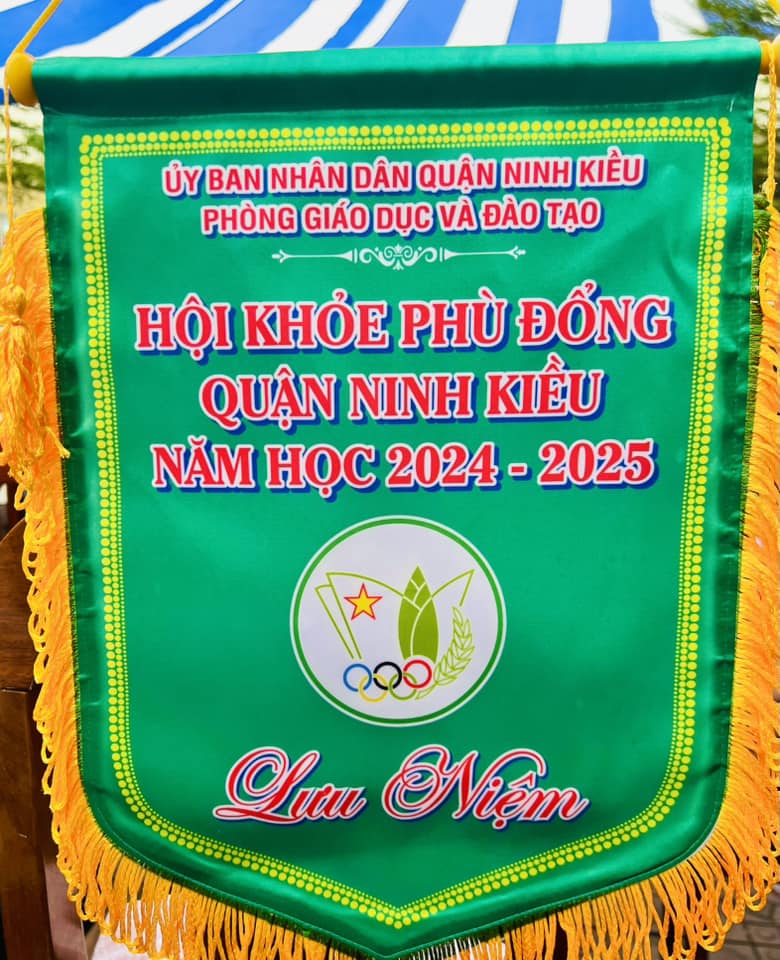 ỦY BAN NHÂN DÂN QUẬN NINH KIỀU
PHÒNG GIÁO DỤC VÀ ĐÀO TẠO
HỘI KHỎE PHÙ ĐỔNG
QUẬN NINH KIỀU
NĂM HỌC 2024 - 2025
Lưu Niệm